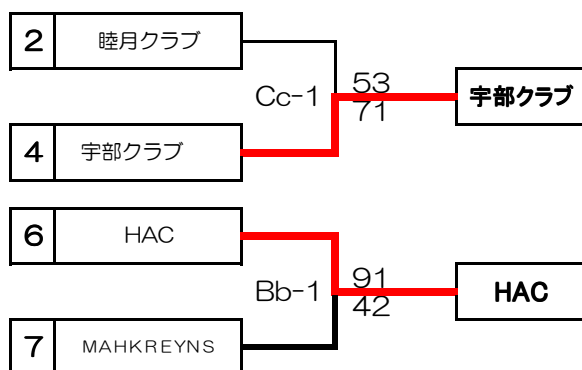 2 睦月クラブ
Cc-1 53
71
宇部クラブ
4 宇部クラブ
6 HAC
Bb-1 91
42
HAC
7 MAHKREYNS